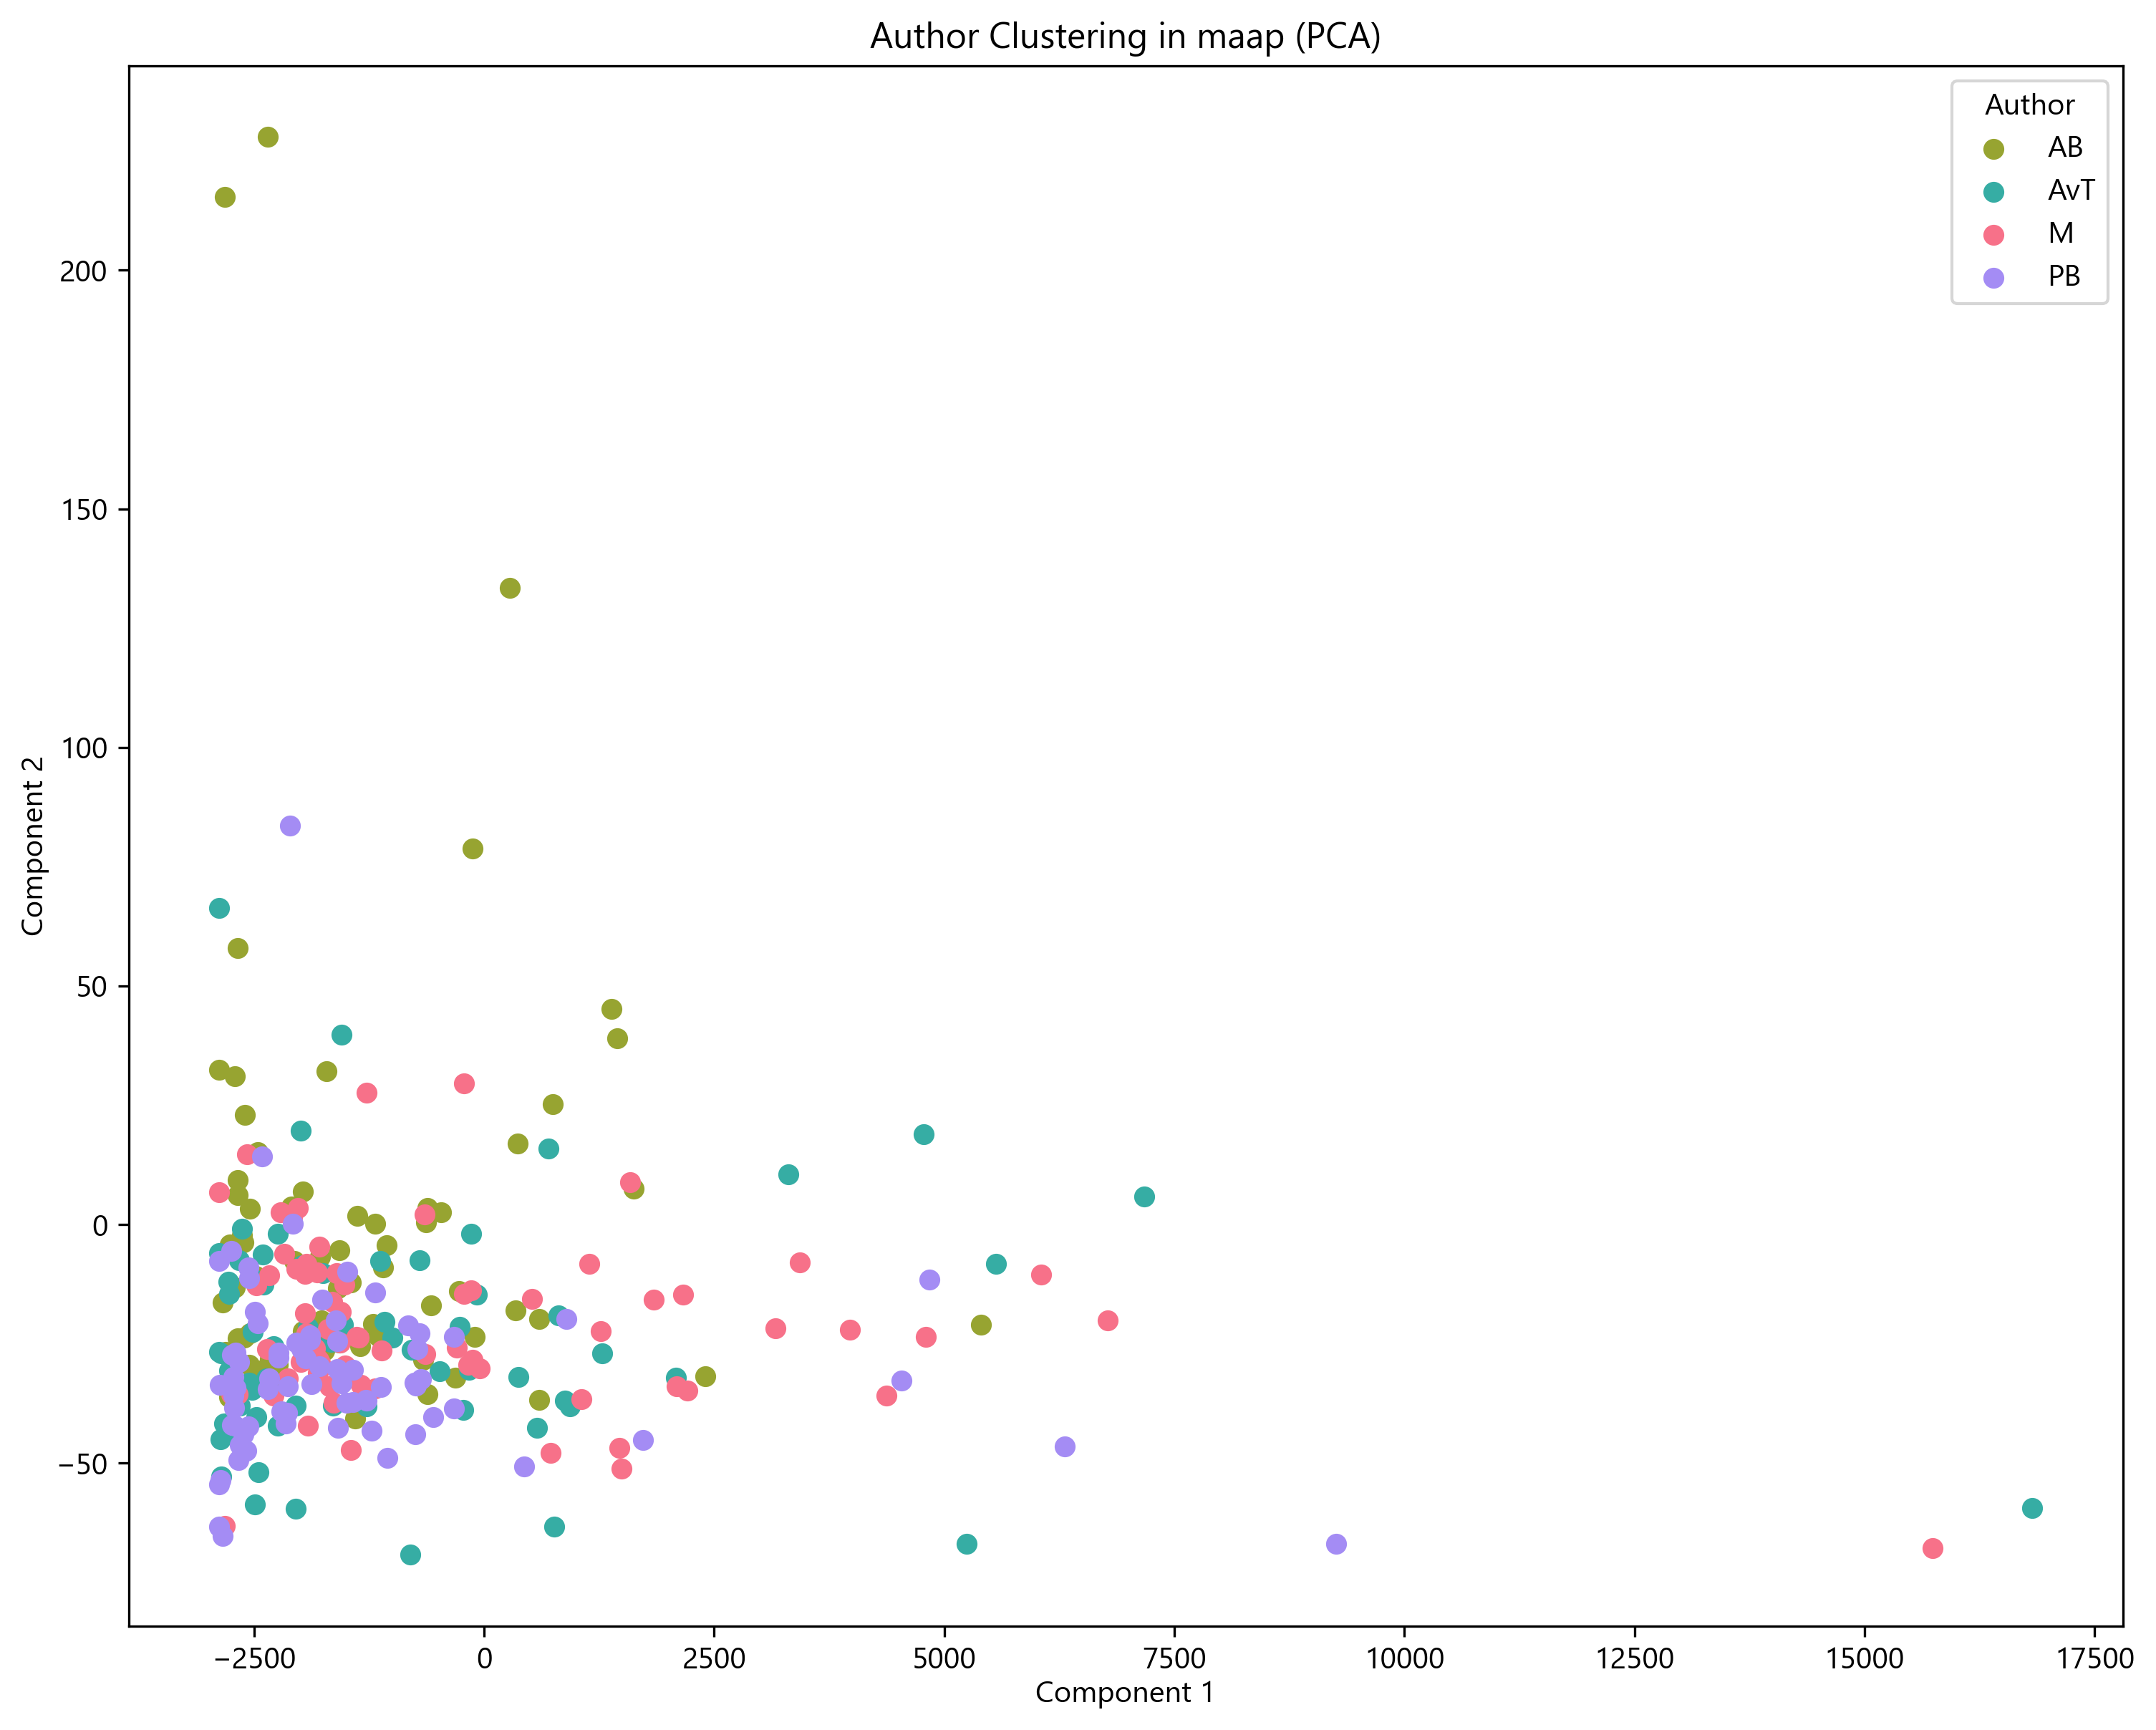 Author Clustering in maap (PCA)
Author
AB
AvT
M
PB
200
150
100
50
0
−50
Component 2
−2500 0 2500 5000 7500 10000 12500 15000 17500
Component 1